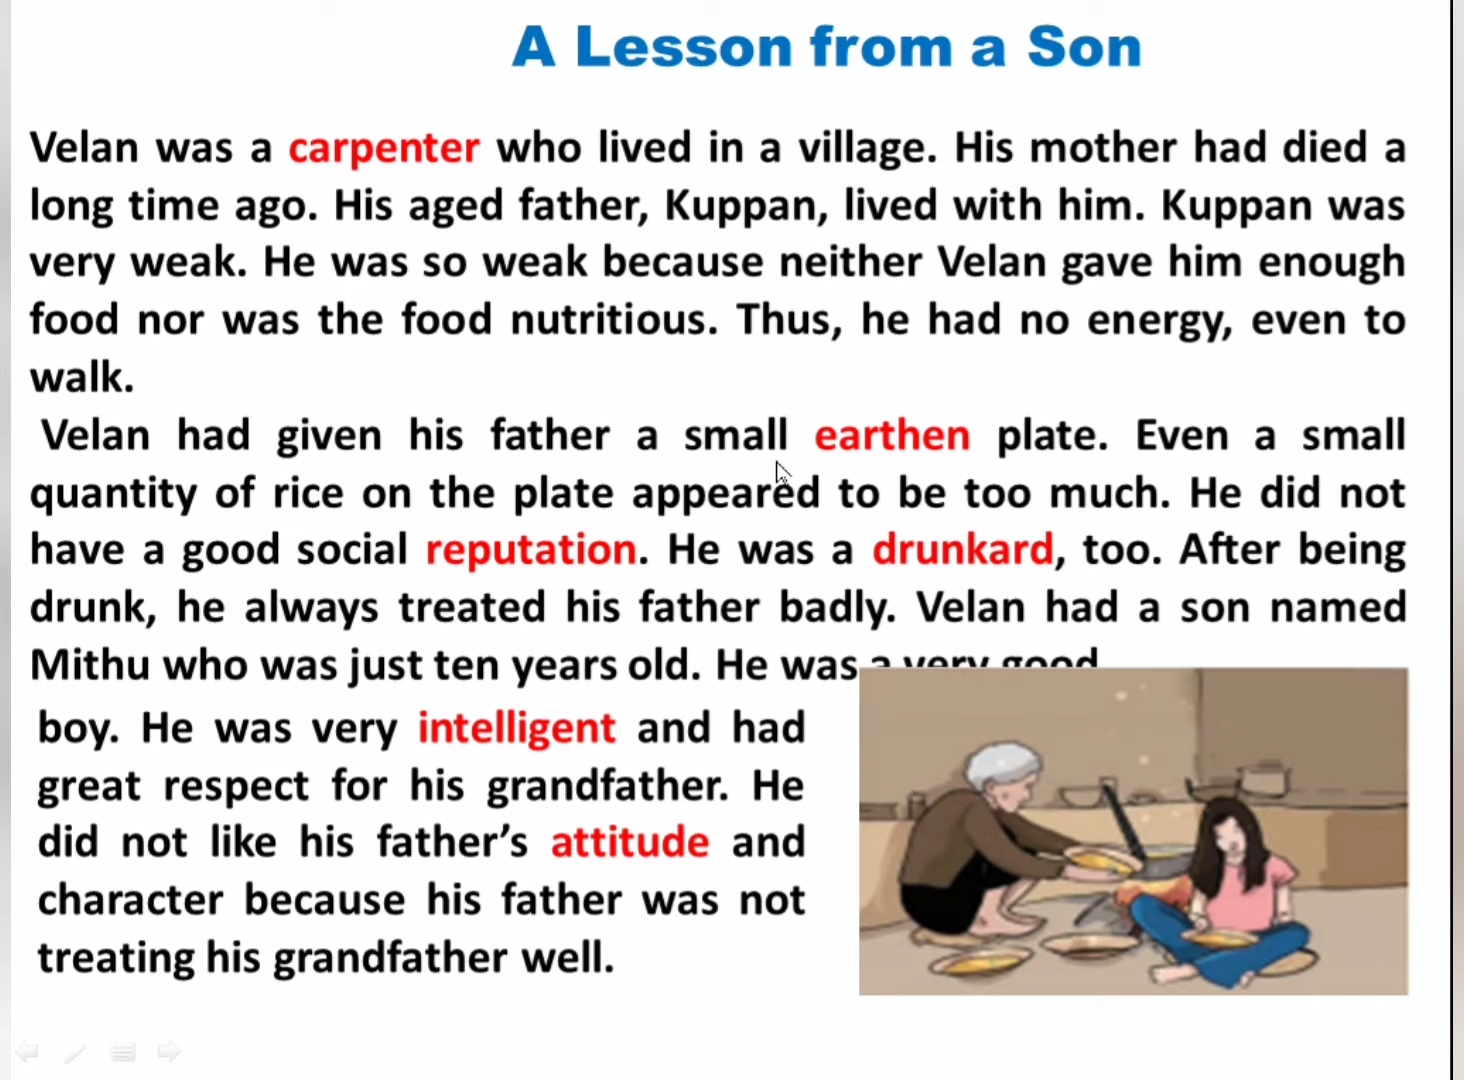 A Lesson from a Son
Velan was a carpenter who lived in a village. His mother had died a
long time ago. His aged father, Kuppan, lived with him. Kuppan was
very weak. He was so weak because neither Velan gave him enough
food nor was the food nutritious. Thus, he had no energy, even to
walk.
Velan had given his father a small earthen plate. Even a small
quantity of rice on the plate appeared to be too much. He did not
have a good social reputation. He was a drunkard, too. After being
drunk, he always treated his father badly. Velan had a son named
Mithu who was just ten years old. He was a very good
boy. He was very intelligent and had
great respect for his grandfather. He
did not like his father’s attitude and
character because his father was not
treating his grandfather well.